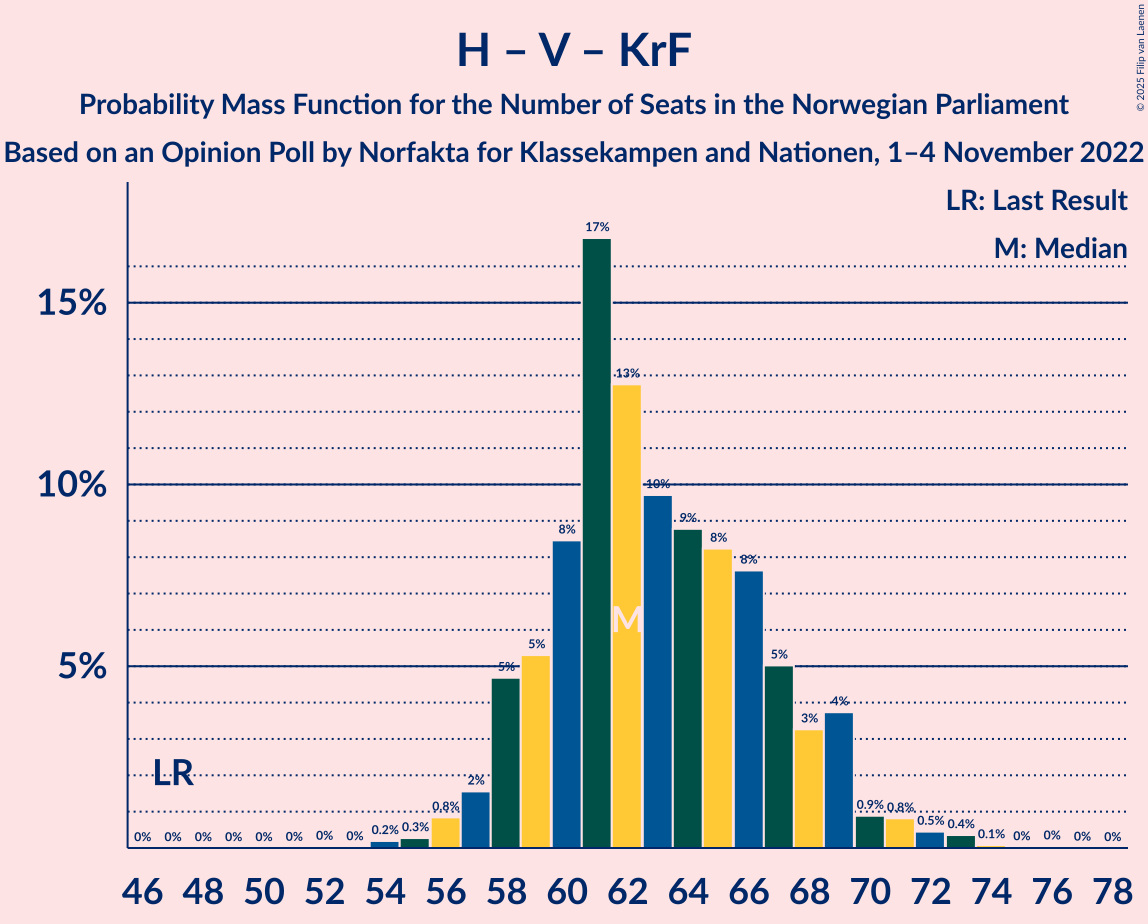 H – V – KrF
Probability Mass Function for the Number of Seats in the Norwegian Parliament
Based on an Opinion Poll by Norfakta for Klassekampen and Nationen, 1–4 November 2022
© 2025 Filip van Laenen
LR: Last Result
M: Median
15%
10%
5%
LR
M
0% 0% 0% 0% 0% 0% 0% 0% 0.2% 0.3% 0.8% 2% 5% 5% 8% 17% 13% 10% 9% 8% 8% 5% 3% 4% 0.9% 0.8% 0.5% 0.4% 0.1% 0% 0% 0% 0%
46 48 50 52 54 56 58 60 62 64 66 68 70 72 74 76 78